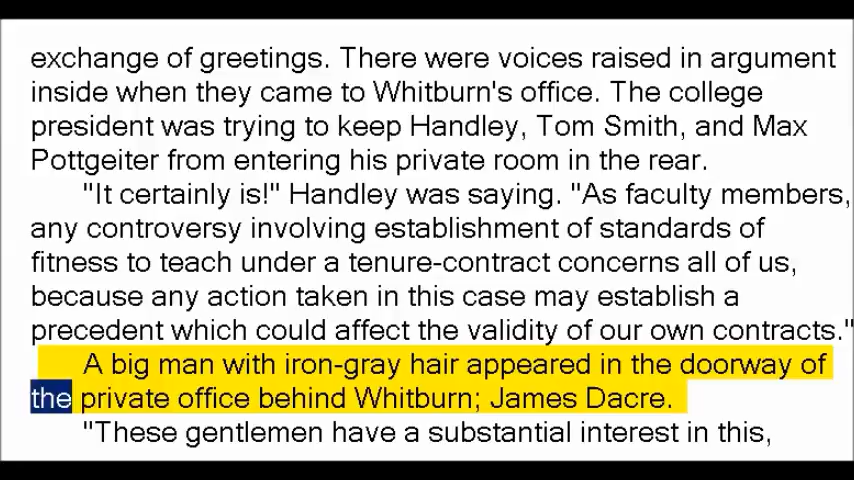 exchange of greetings. There were voices raised in argument
inside when they came to Whitburn's office. The college
president was trying to keep Handley, Tom Smith, and Max
Pottgeiter from entering his private room in the rear.
"It certainly is!" Handley was saying. "As faculty members,
any controversy involving establishment of standards of
fitness to teach under a tenure-contract concerns all of us,
because any action taken in this case may establish a
precedent which could affect the validity of our own contracts."
A big man with iron-gray hair appeared in the doorway of
the private office behind Whitburn; James Dacre.
"These gentlemen have a substantial interest in this,